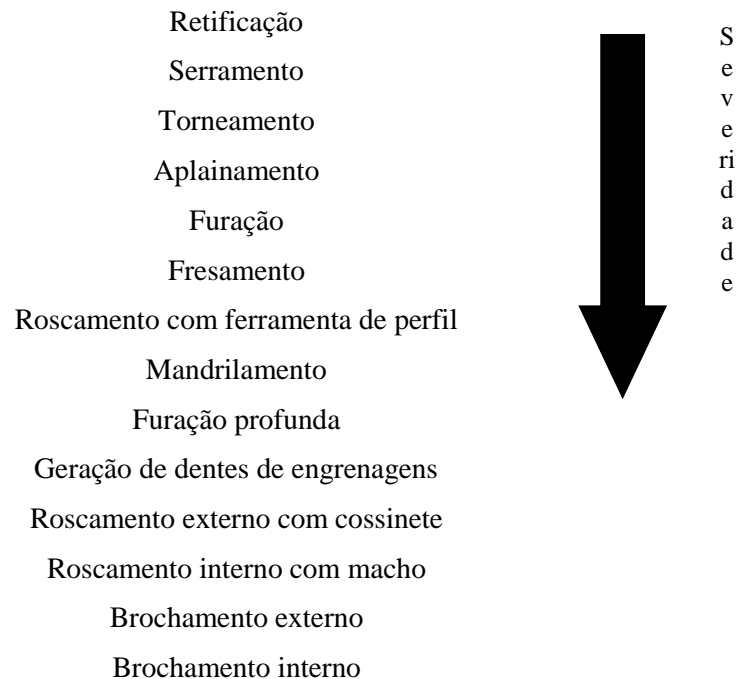 Retificação
Serramento
Torneamento
Aplainamento
Furação
Fresamento
Roscamento com ferramenta de perfil
Mandrilamento
Furação profunda
Geração de dentes de engrenagens
Roscamento externo com cossinete
Roscamento interno com macho
Brochamento externo
Brochamento interno
S
e
v
e
ri
d
a
d
e